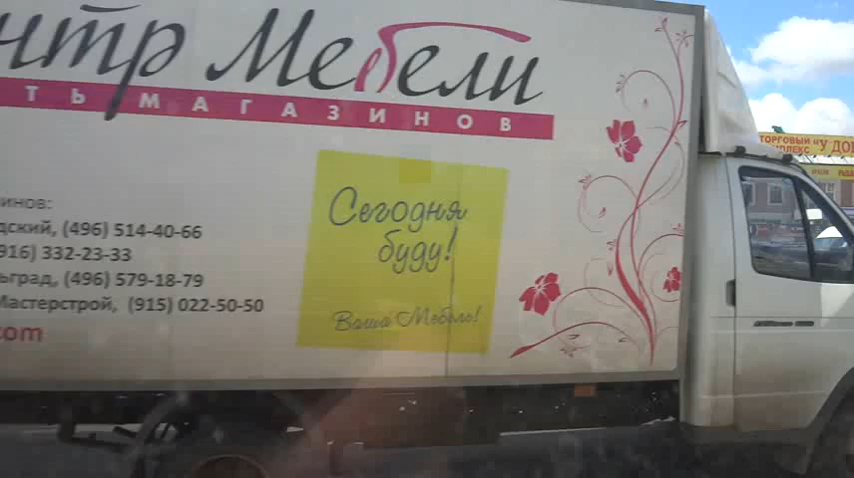 нтр Мебели
ТЬ МАГАЗИНОВ
инов:
дский, (496) 514-40-66
916) 332-23-33
ьград, (496) 579-18-79
Мастерстрой, (915) 022-50-50
com
Сегодня
буду!
Ваша Мебель!
ТОРГОВЫЙ "У ДО